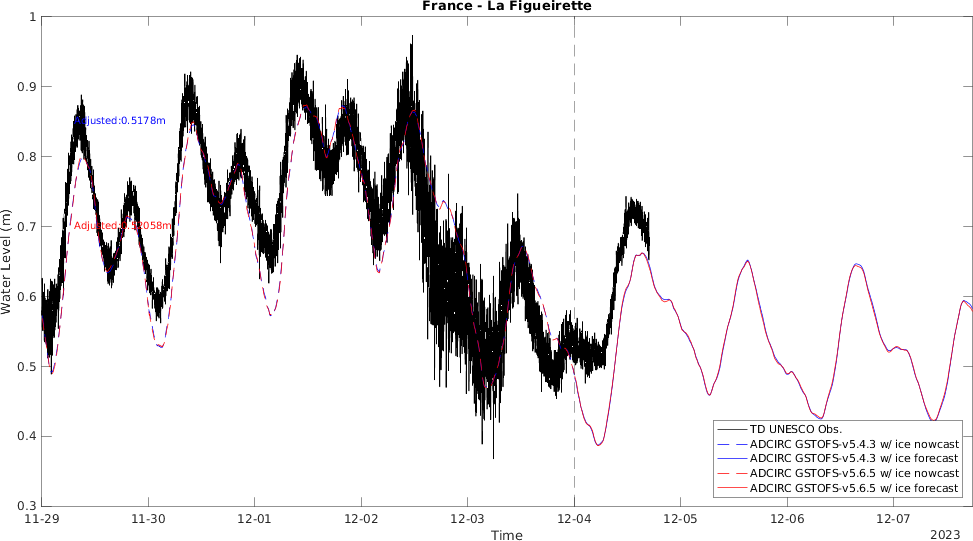 France - La Figueirette
1
0.9
0.8
0.7
0.6
0.5
0.4
0.3
Water Level (m)
Adjusted:0.5178m
Adjusted:0.52058m
TD UNESCO Obs.
ADCIRC GSTOFS-v5.4.3 w/ ice nowcast
ADCIRC GSTOFS-v5.4.3 w/ ice forecast
ADCIRC GSTOFS-v5.6.5 w/ ice nowcast
ADCIRC GSTOFS-v5.6.5 w/ ice forecast
11-29 11-30 12-01 12-02 12-03 12-04 12-05 12-06 12-07
Time
2023